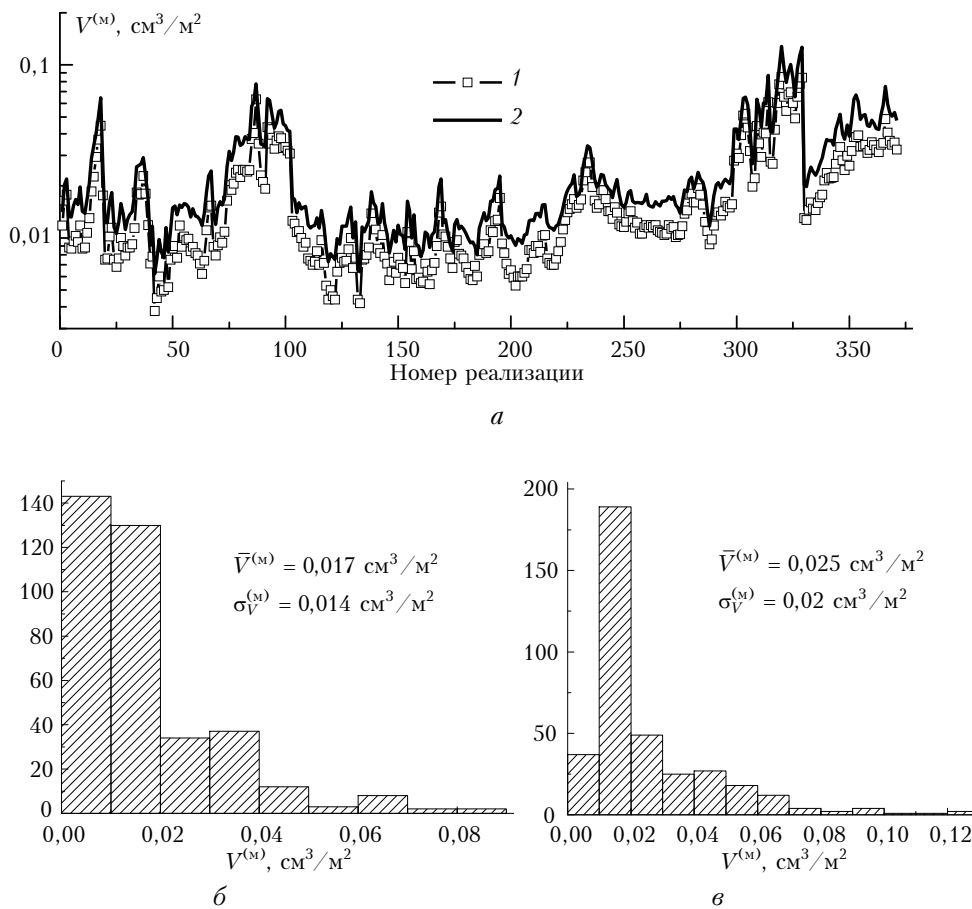 V̄(м), см³/м²
0,1
0,01
1
2
0 50 100 150 200 250 300 350
Номер реализации
а
140
120
100
80
60
40
20
0
V̄(м) = 0,017 см³/м²
σV(м) = 0,014 см³/м²
0,00 0,02 0,04 0,06 0,08
V(м), см³/м²
б
200
150
100
50
0
V̄(м) = 0,025 см³/м²
σV(м) = 0,02 см³/м²
0,00 0,02 0,04 0,06 0,08 0,10 0,12
V(м), см³/м²
в